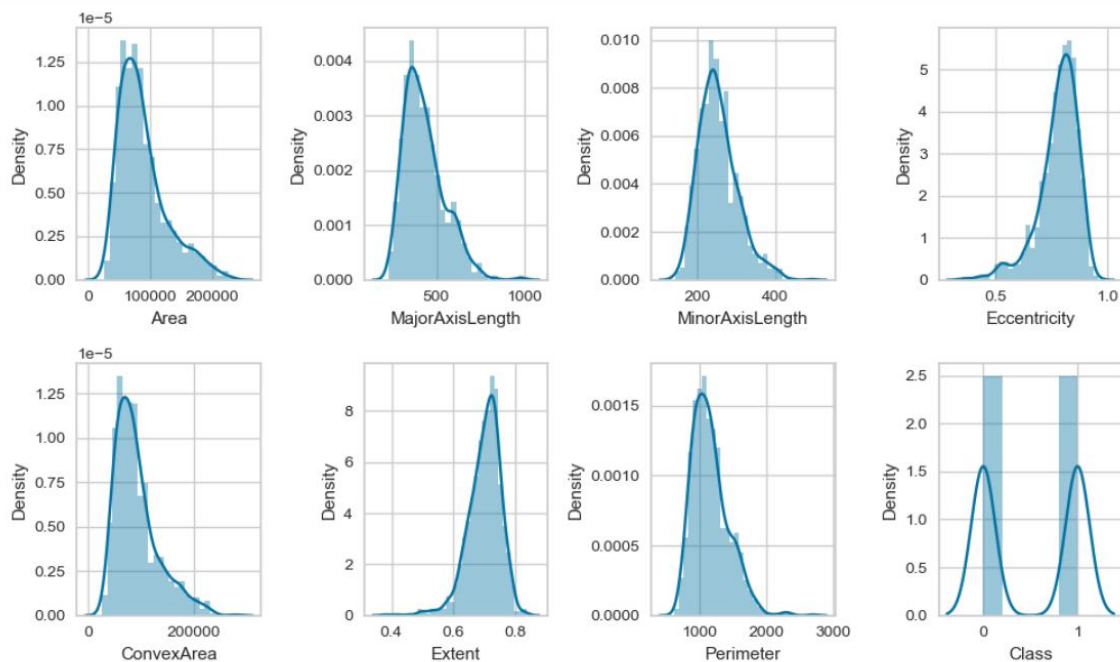 1e−5
Density
1.25
1.00
0.75
0.50
0.25
0.00
0 100000 200000
Area
Density
0.004
0.003
0.002
0.001
0.000
500 1000
MajorAxisLength
Density
0.010
0.008
0.006
0.004
0.002
0.000
200 400
MinorAxisLength
Density
5
4
3
2
1
0
0.5 1.0
Eccentricity
1e−5
Density
1.25
1.00
0.75
0.50
0.25
0.00
0 200000
ConvexArea
Density
8
6
4
2
0
0.4 0.6 0.8
Extent
Density
0.0015
0.0010
0.0005
0.0000
1000 2000 3000
Perimeter
Density
2.5
2.0
1.5
1.0
0.5
0.0
0 1
Class